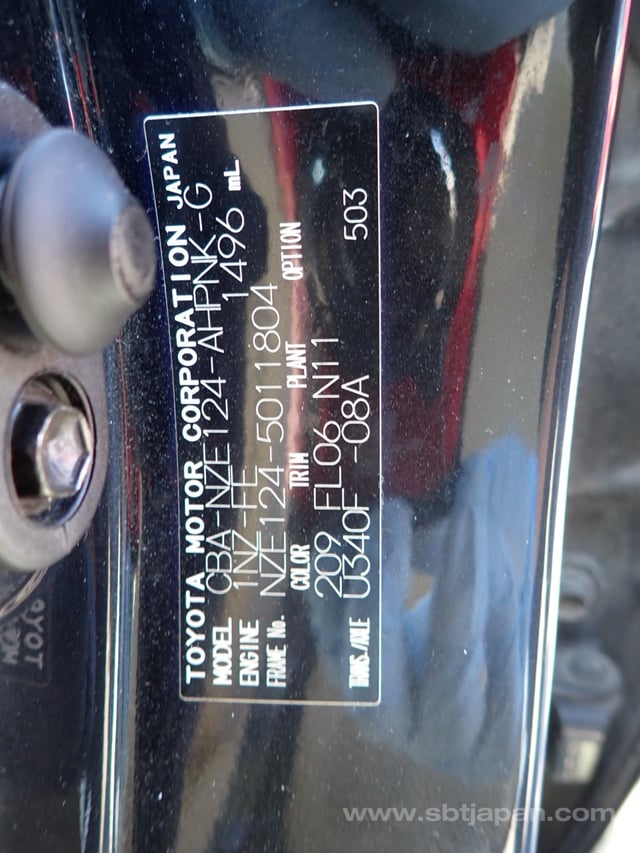 TOYOTA MOTOR CORPORATION JAPAN
MODEL CBA-NZE124-AHPNK-G
ENGINE 1NZ-FE 1496 mL
FRAME No. NZE124-5011804
COLOR TRIM PLANT OPTION
209 FL06 N11
TRANS./AXLE U340F -08A 503
www.sbtjapan.com